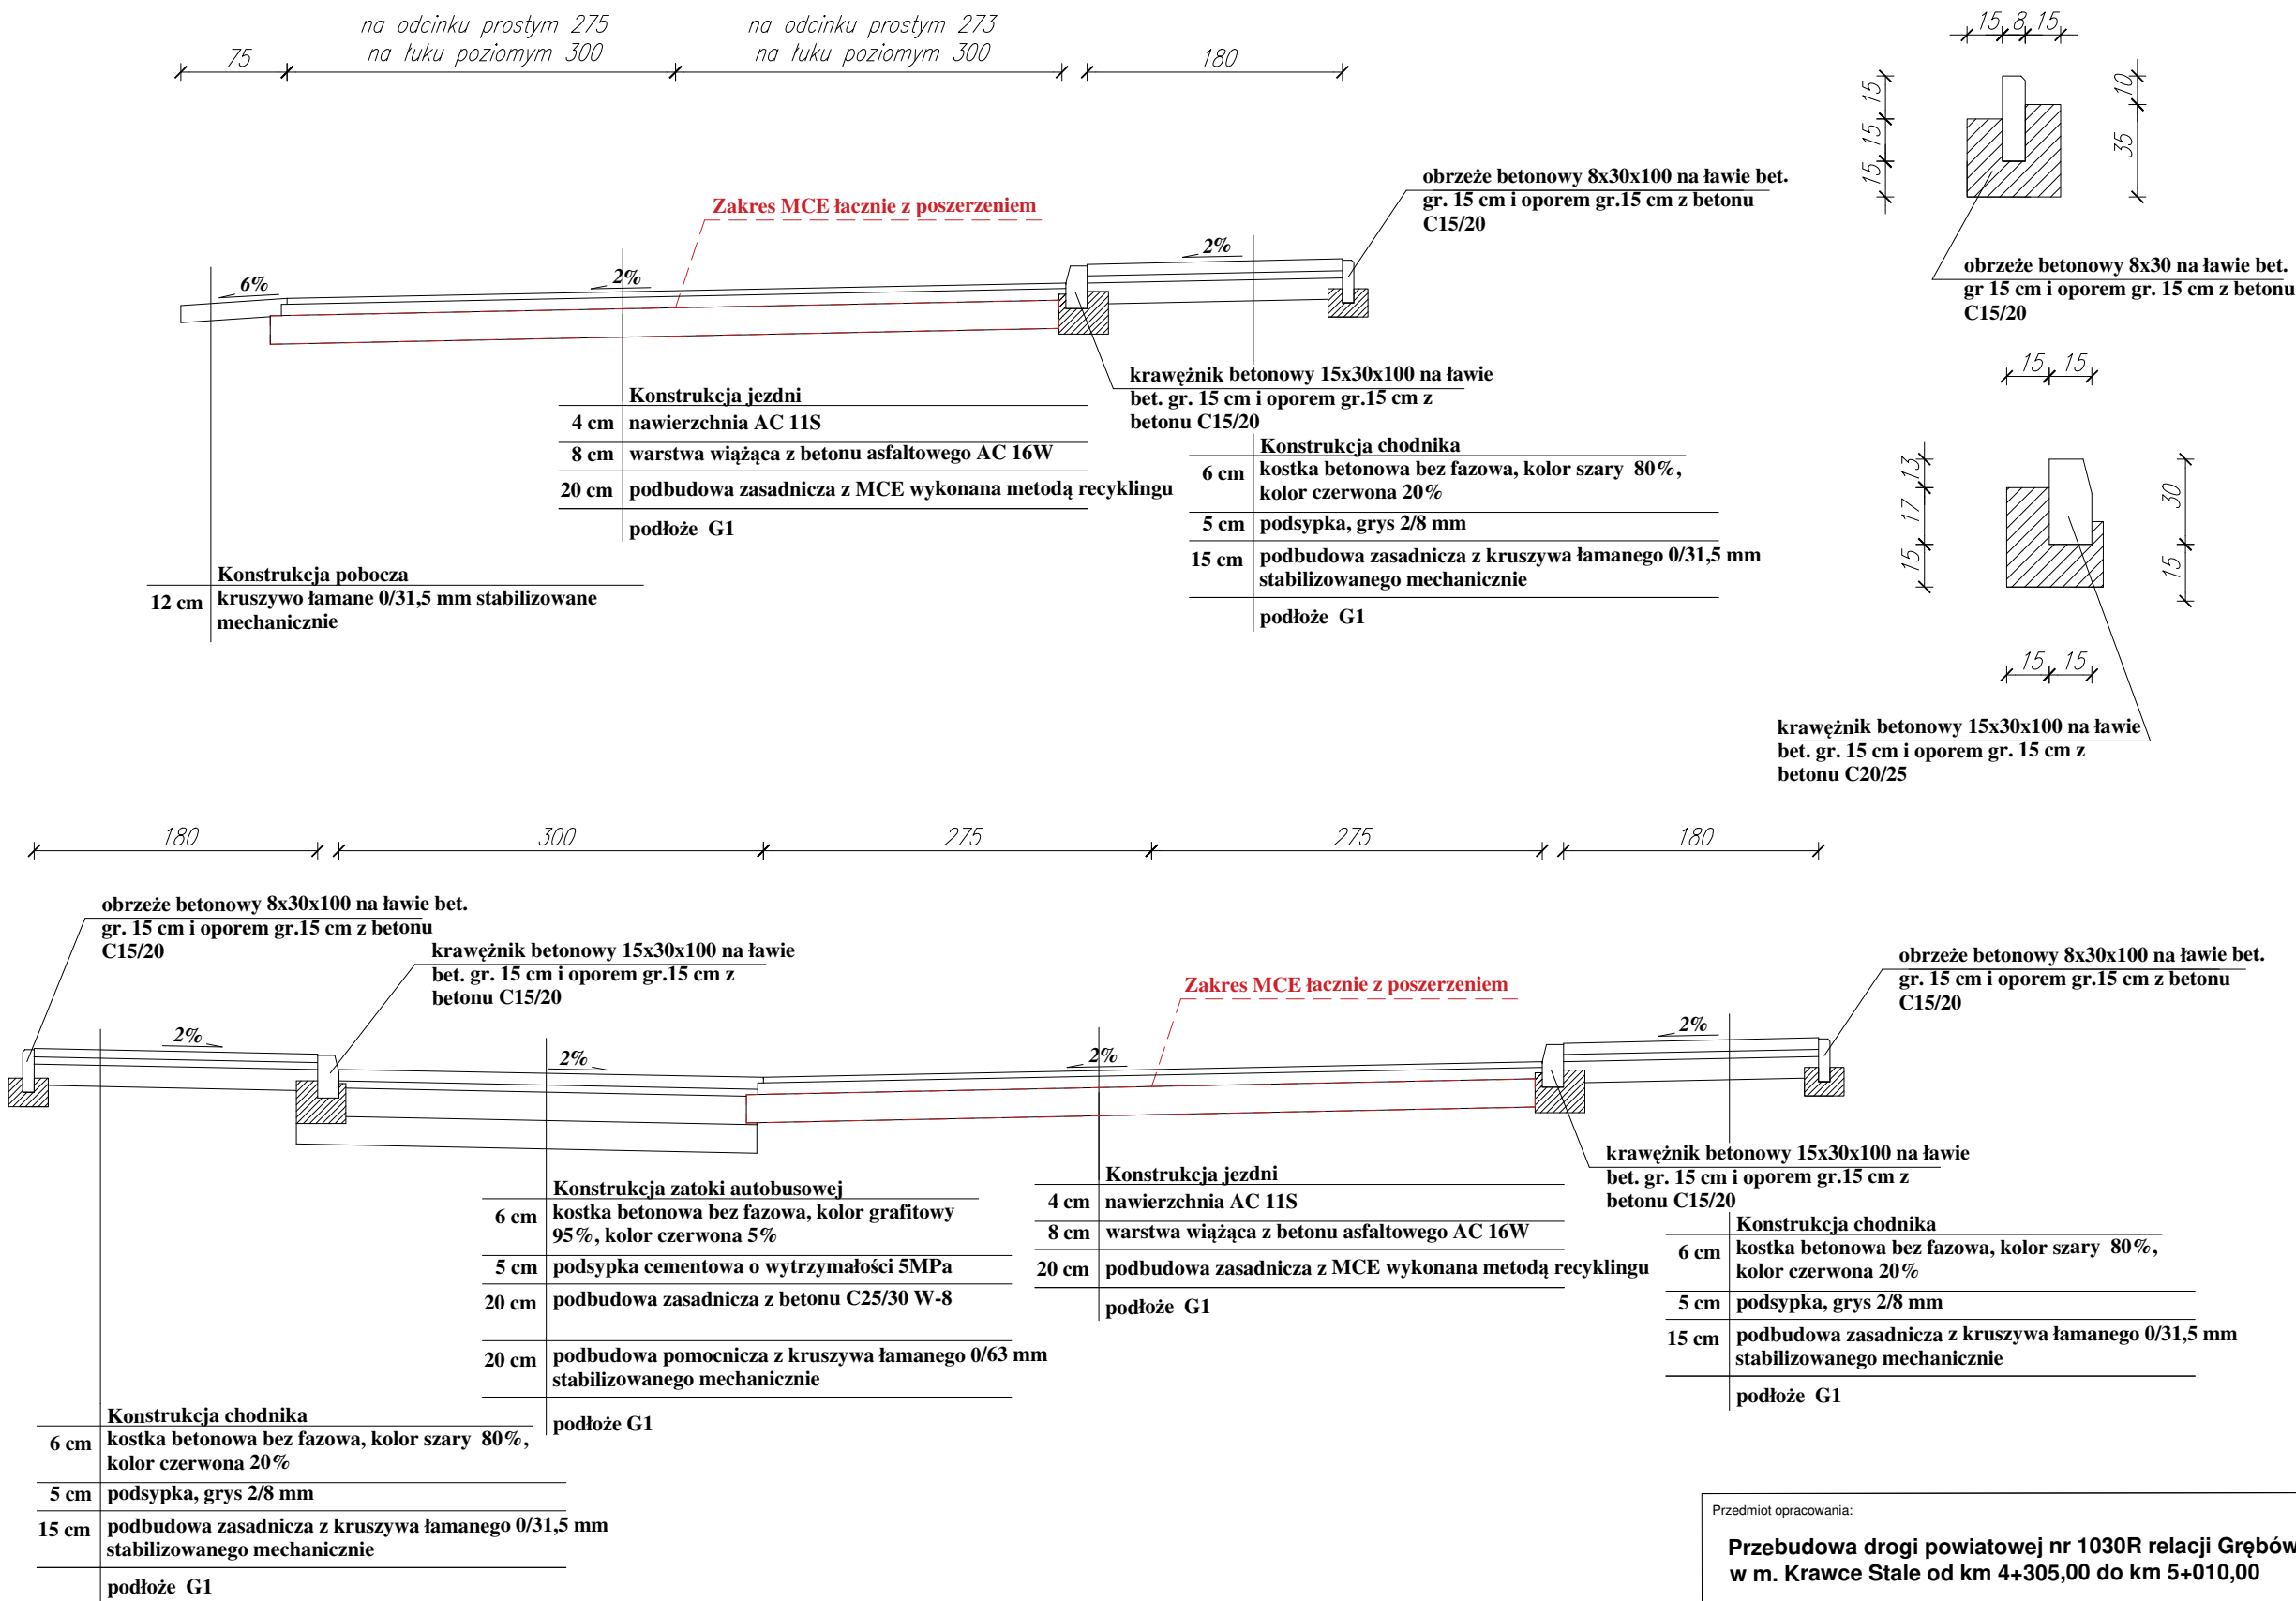 na odcinku prostym 275
na łuku poziomym 300
na odcinku prostym 273
na łuku poziomym 300
75
180
15 8 15
15
15
15
10
35
obrzeże betonowy 8x30x100 na ławie bet.
gr. 15 cm i oporem gr.15 cm z betonu
C15/20
Zakres MCE łacznie z poszerzeniem
6%
2%
2%
obrzeże betonowy 8x30 na ławie bet.
gr 15 cm i oporem gr. 15 cm z betonu
C15/20
krawężnik betonowy 15x30x100 na ławie
bet. gr. 15 cm i oporem gr.15 cm z
betonu C15/20
Konstrukcja jezdni
4 cm nawierzchnia AC 11S
8 cm warstwa wiążąca z betonu asfaltowego AC 16W
20 cm podbudowa zasadnicza z MCE wykonana metodą recyklingu
podłoże G1
Konstrukcja chodnika
6 cm kostka betonowa bez fazowa, kolor szary 80%,
kolor czerwona 20%
5 cm podsypka, grys 2/8 mm
15 cm podbudowa zasadnicza z kruszywa łamanego 0/31,5 mm
stabilizowanego mechanicznie
podłoże G1
Konstrukcja pobocza
12 cm kruszywo łamane 0/31,5 mm stabilizowane
mechanicznie
15 15
13
17
15
30
15
15 15
krawężnik betonowy 15x30x100 na ławie
bet. gr. 15 cm i oporem gr. 15 cm z
betonu C20/25
180
300
275
275
180
obrzeże betonowy 8x30x100 na ławie bet.
gr. 15 cm i oporem gr.15 cm z betonu
C15/20
krawężnik betonowy 15x30x100 na ławie
bet. gr. 15 cm i oporem gr.15 cm z
betonu C15/20
Zakres MCE łacznie z poszerzeniem
obrzeże betonowy 8x30x100 na ławie bet.
gr. 15 cm i oporem gr.15 cm z betonu
C15/20
2%
2%
2%
2%
krawężnik betonowy 15x30x100 na ławie
bet. gr. 15 cm i oporem gr.15 cm z
betonu C15/20
Konstrukcja zatoki autobusowej
6 cm kostka betonowa bez fazowa, kolor grafitowy
95%, kolor czerwona 5%
5 cm podsypka cementowa o wytrzymałości 5MPa
20 cm podbudowa zasadnicza z betonu C25/30 W-8
20 cm podbudowa pomocnicza z kruszywa łamanego 0/63 mm
stabilizowanego mechanicznie
podłoże G1
Konstrukcja jezdni
4 cm nawierzchnia AC 11S
8 cm warstwa wiążąca z betonu asfaltowego AC 16W
20 cm podbudowa zasadnicza z MCE wykonana metodą recyklingu
podłoże G1
Konstrukcja chodnika
6 cm kostka betonowa bez fazowa, kolor szary 80%,
kolor czerwona 20%
5 cm podsypka, grys 2/8 mm
15 cm podbudowa zasadnicza z kruszywa łamanego 0/31,5 mm
stabilizowanego mechanicznie
podłoże G1
Konstrukcja chodnika
6 cm kostka betonowa bez fazowa, kolor szary 80%,
kolor czerwona 20%
5 cm podsypka, grys 2/8 mm
15 cm podbudowa zasadnicza z kruszywa łamanego 0/31,5 mm
stabilizowanego mechanicznie
podłoże G1
Przedmiot opracowania:
Przebudowa drogi powiatowej nr 1030R relacji Grębów
w m. Krawce Stale od km 4+305,00 do km 5+010,00